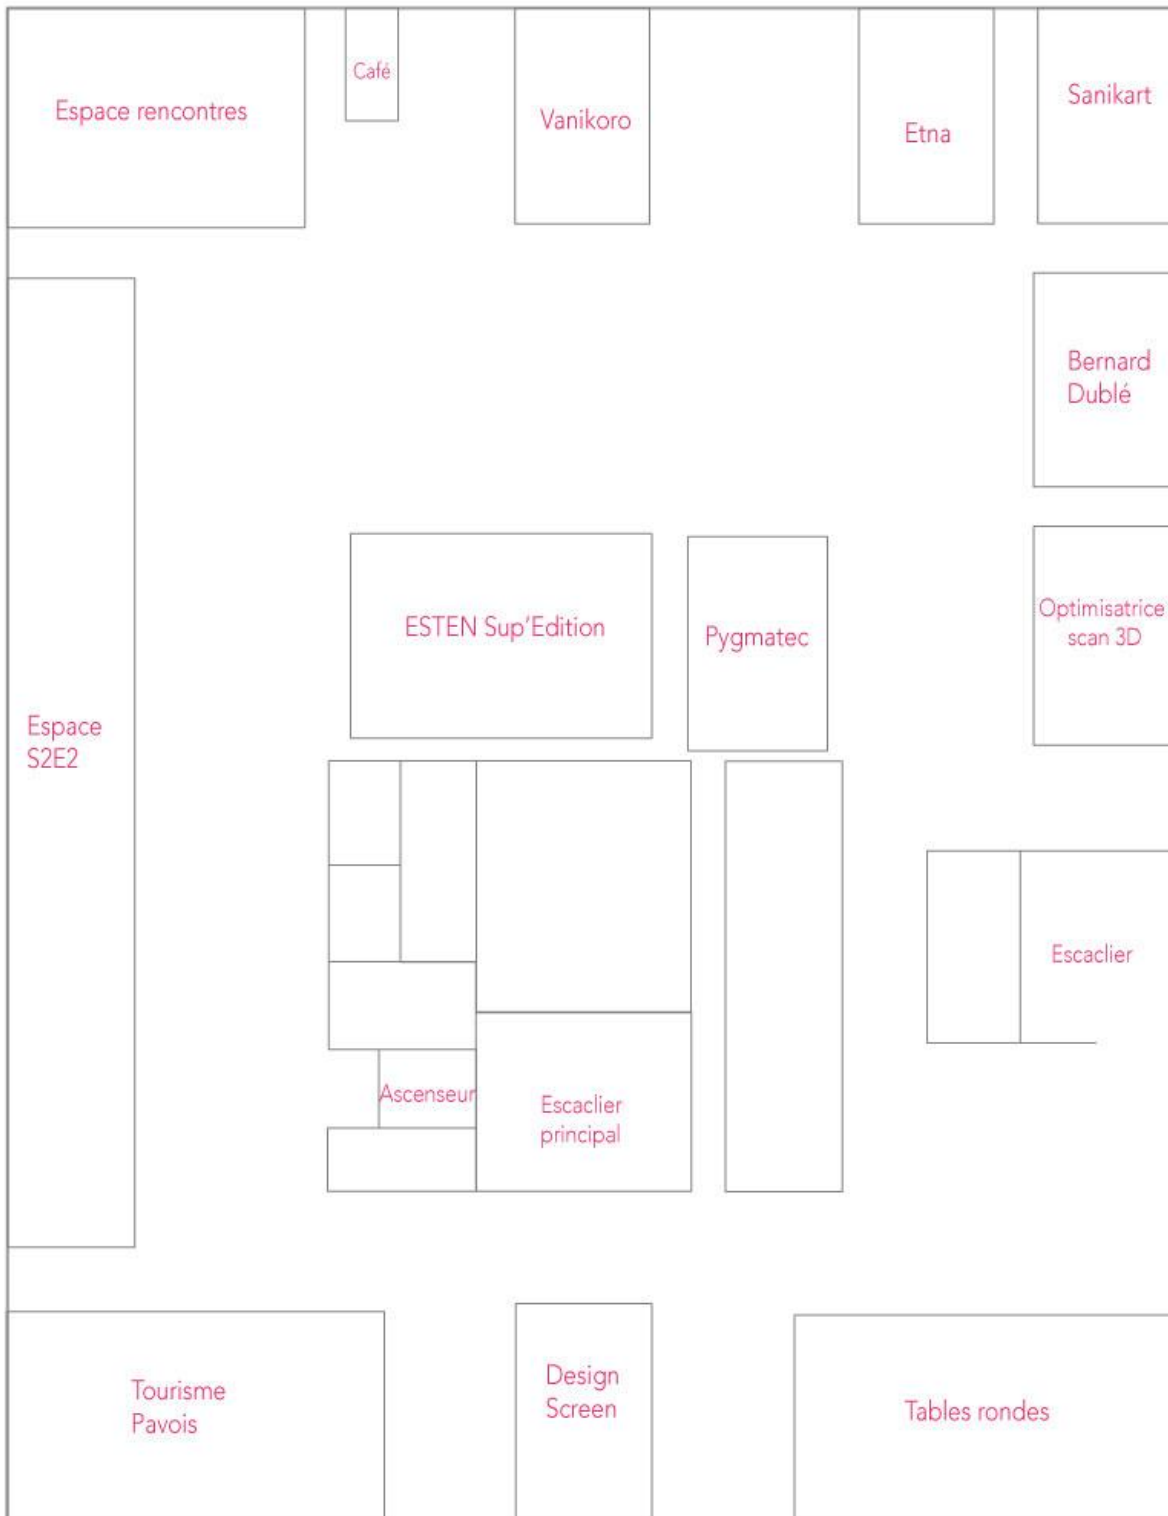 Espace rencontres
Café
Vanikoro
Etna
Sanikart
Bernard
Dublé
ESTEN Sup'Edition
Pygmatec
Optimisatrice
scan 3D
Espace
S2E2
Escaclier
Ascenseur
Escaclier
principal
Tourisme
Pavois
Design
Screen
Tables rondes